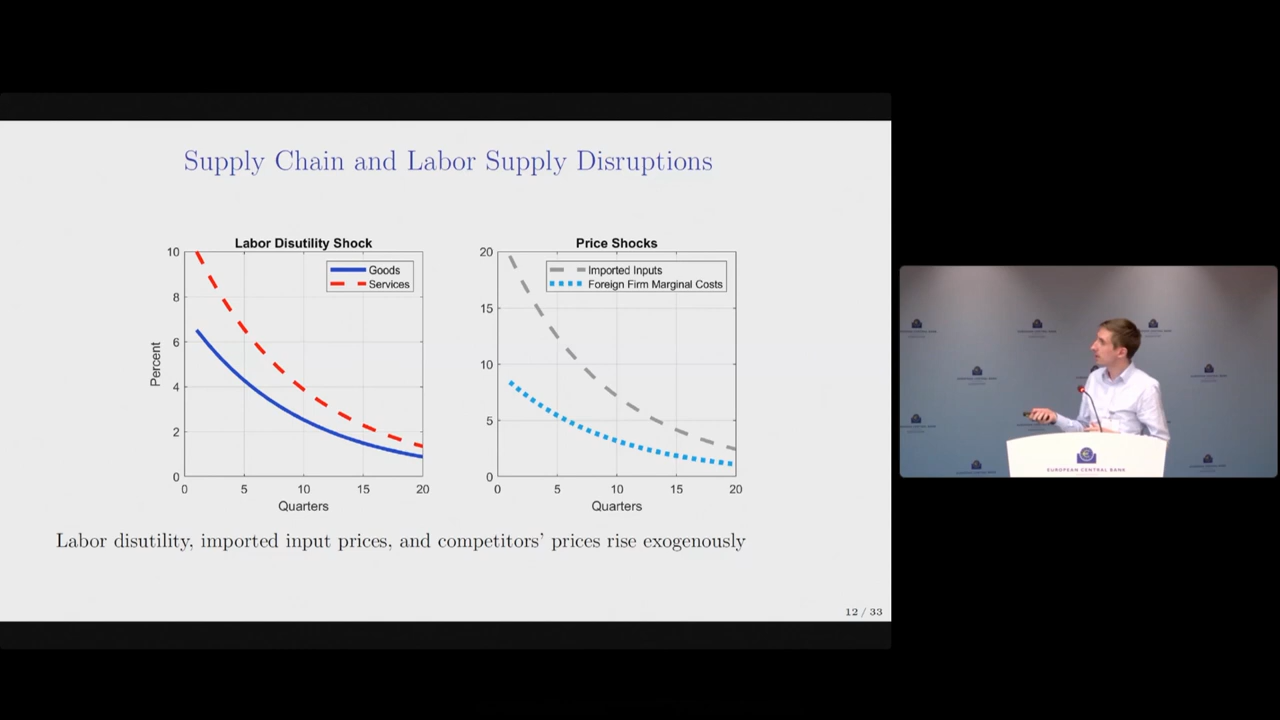 Supply Chain and Labor Supply Disruptions
Labor Disutility Shock
10
8
6
4
2
0
Percent
Goods
Services
0 5 10 15 20
Quarters
Price Shocks
20
15
10
5
0
Imported Inputs
Foreign Firm Marginal Costs
0 5 10 15 20
Quarters
Labor disutility, imported input prices, and competitors' prices rise exogenously
12 / 33
EUROPEAN CENTRAL BANK